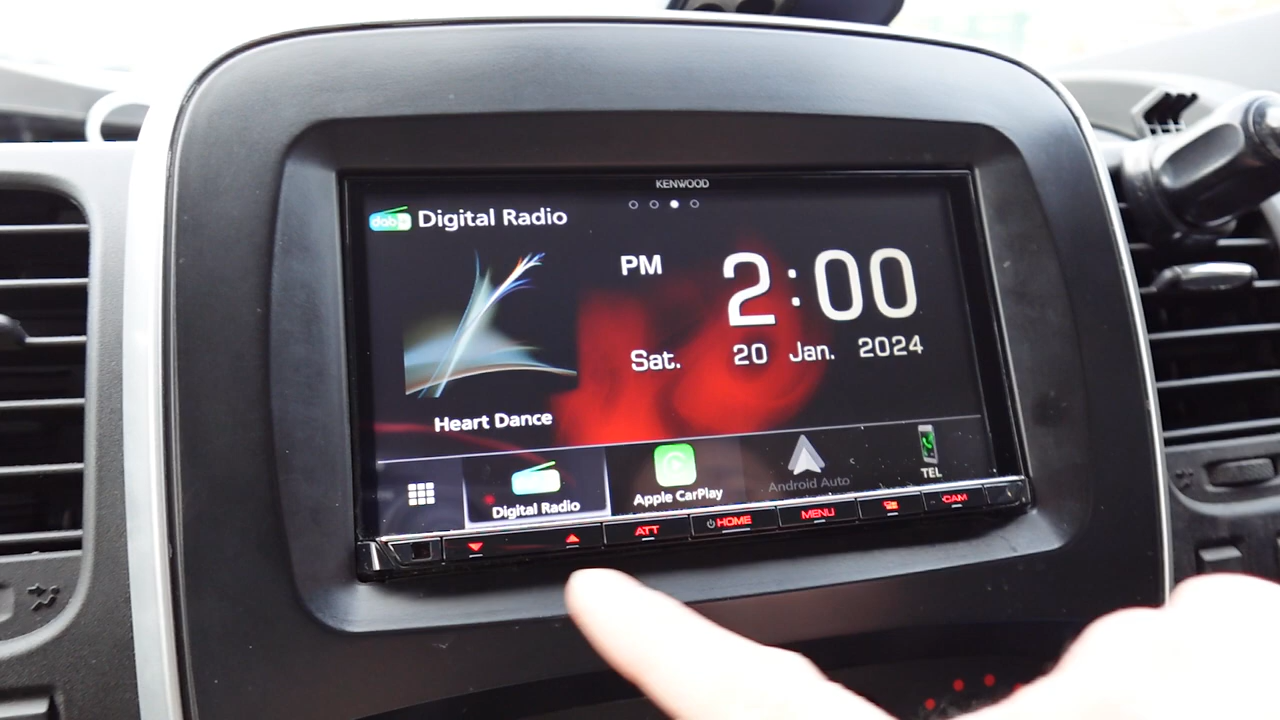 KENWOOD
dab+ Digital Radio
PM 2:00
Sat. 20 Jan. 2024
Heart Dance
Digital Radio
Apple CarPlay
Android Auto
TEL
ATT
HOME
MENU
CAM